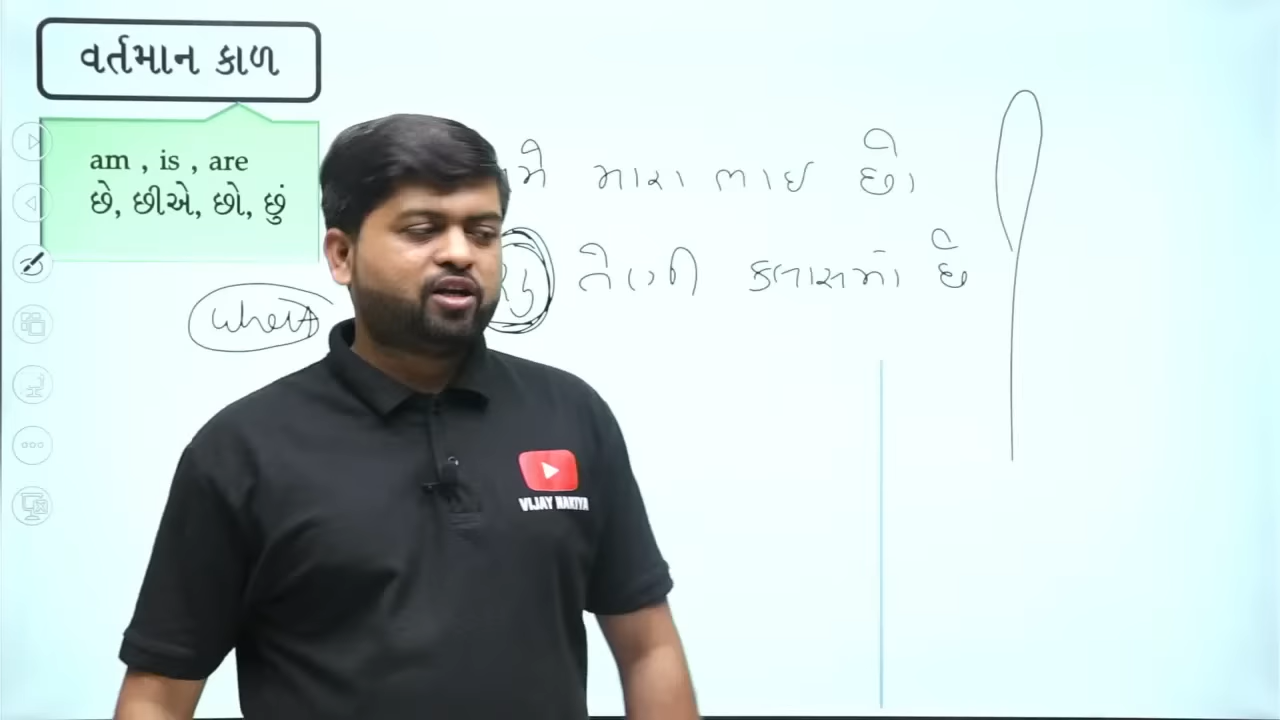 વર્તમાન કાળ
am , is , are
છે, છીએ, છો, છું
મારા ભાઇ છો
ક્લાસમાં છે
VIJAY NAKIYA